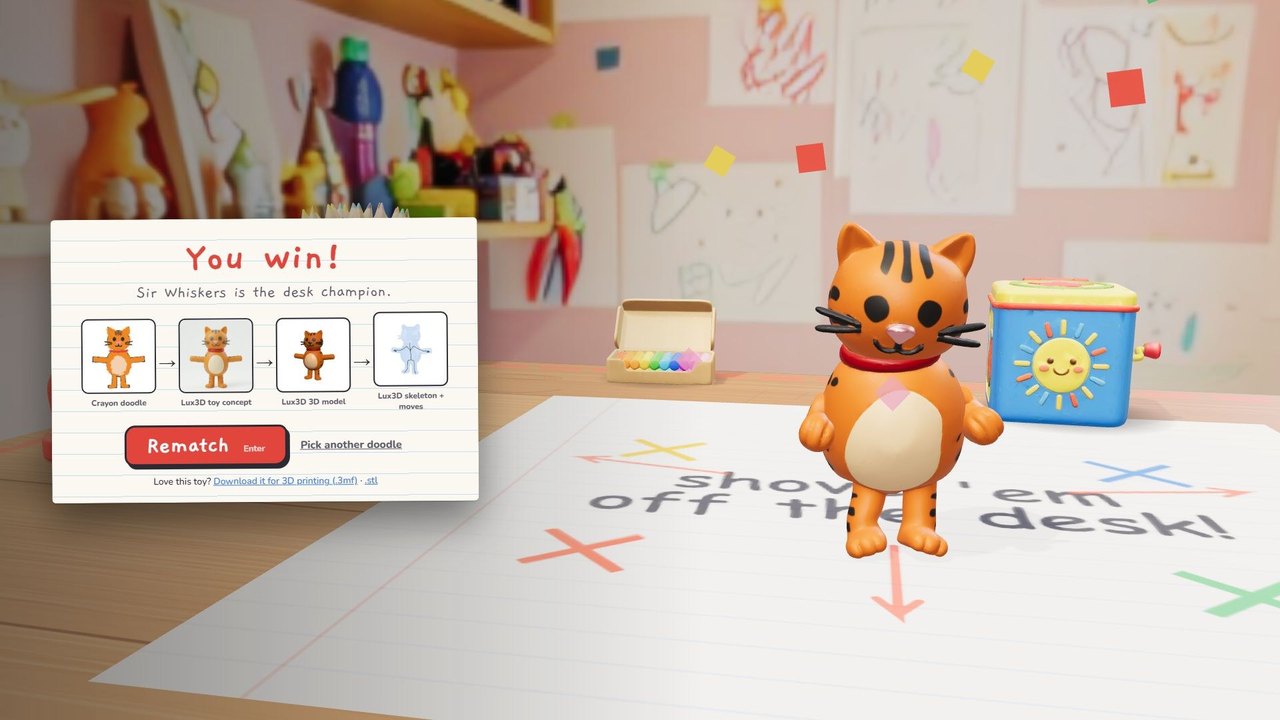 You win!
Sir Whiskers is the desk champion.
Crayon doodle
Lux3D toy concept
Lux3D 3D model
Lux3D skeleton +
moves
Rematch Enter
Pick another doodle
Love this toy? Download it for 3D printing (.3mf) · .stl
'em
off desk!